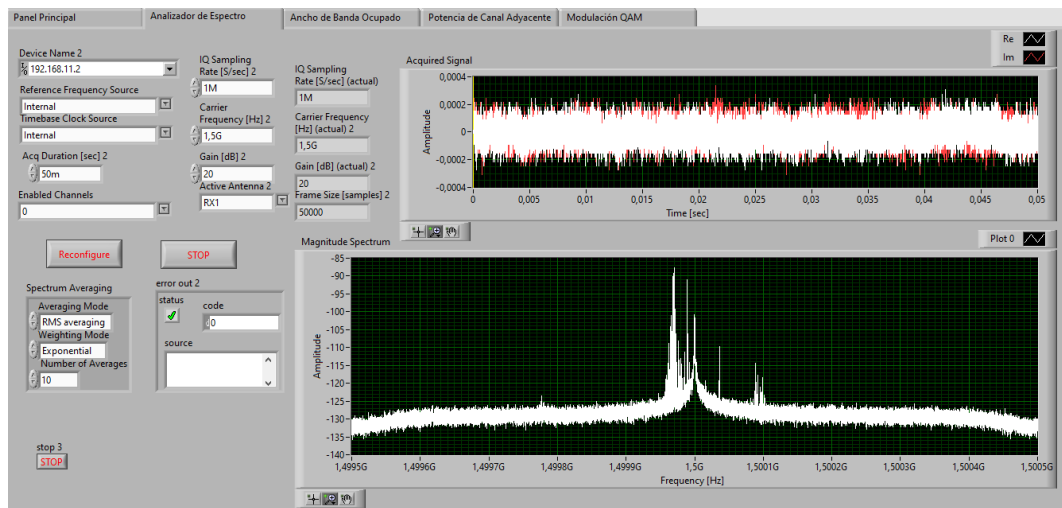 Panel Principal
Analizador de Espectro
Ancho de Banda Ocupado
Potencia de Canal Adyacente
Modulación QAM
Device Name 2
192.168.11.2
Reference Frequency Source
Internal
Timebase Clock Source
Internal
Acq Duration [sec] 2
50m
Enabled Channels
0
IQ Sampling
Rate [S/sec] 2
1M
Carrier
Frequency [Hz] 2
1,5G
Gain [dB] 2
20
Active Antenna 2
RX1
IQ Sampling
Rate [S/sec] (actual)
1M
Carrier Frequency
[Hz] (actual) 2
1,5G
Gain [dB] (actual) 2
20
Frame Size [samples] 2
50000
Reconfigure
STOP
Spectrum Averaging
Averaging Mode
RMS averaging
Weighting Mode
Exponential
Number of Averages
10
error out 2
status
code
d0
source
stop 3
STOP
Acquired Signal
Re
Im
Amplitude
0,0004
0,0002
0
-0,0002
-0,0004
0 0,005 0,01 0,015 0,02 0,025 0,03 0,035 0,04 0,045 0,05
Time [sec]
Magnitude Spectrum
Plot 0
Amplitude
-85
-90
-95
-100
-105
-110
-115
-120
-125
-130
-135
-140
1,4995G 1,4996G 1,4997G 1,4998G 1,4999G 1,5G 1,5001G 1,5002G 1,5003G 1,5004G 1,5005G
Frequency [Hz]